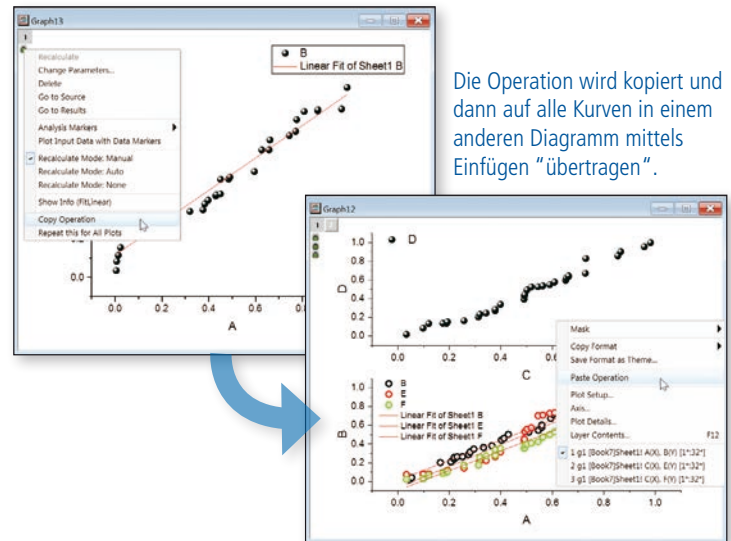 Graph13
1
Recalculate
Change Parameters...
Delete
Go to Source
Go to Results
Analysis Markers
Plot Input Data with Data Markers
Recalculate Mode: Manual
Recalculate Mode: Auto
Recalculate Mode: None
Show Info (FitLinear)
Copy Operation
Repeat this for All Plots
B
Linear Fit of Sheet1 B
0.0
0.0 0.2 0.4 0.6 0.8
A
Die Operation wird kopiert und
dann auf alle Kurven in einem
anderen Diagramm mittels
Einfügen “übertragen“.
Graph12
1 2
D
1.0
0.8
0.6
0.4
0.2
0.0
D
0.0 0.2 0.4 0.6
C
B
E
F
Linear Fit of Sheet1 B
Linear Fit of Sheet1 E
Linear Fit of Sheet1 F
1.0
0.8
0.6
0.4
0.2
0.0
B
0.0 0.2 0.4 0.6 0.8 1.0
A
Mask
Copy Format
Save Format as Theme...
Paste Operation
Plot Setup...
Axis...
Plot Details...
Layer Contents... F12
1 g1 [Book7]Sheet1! A(X), B(Y) [1*:32*]
2 g1 [Book7]Sheet1! C(X), E(Y) [1*:32*]
3 g1 [Book7]Sheet1! C(X), F(Y) [1*:32*]